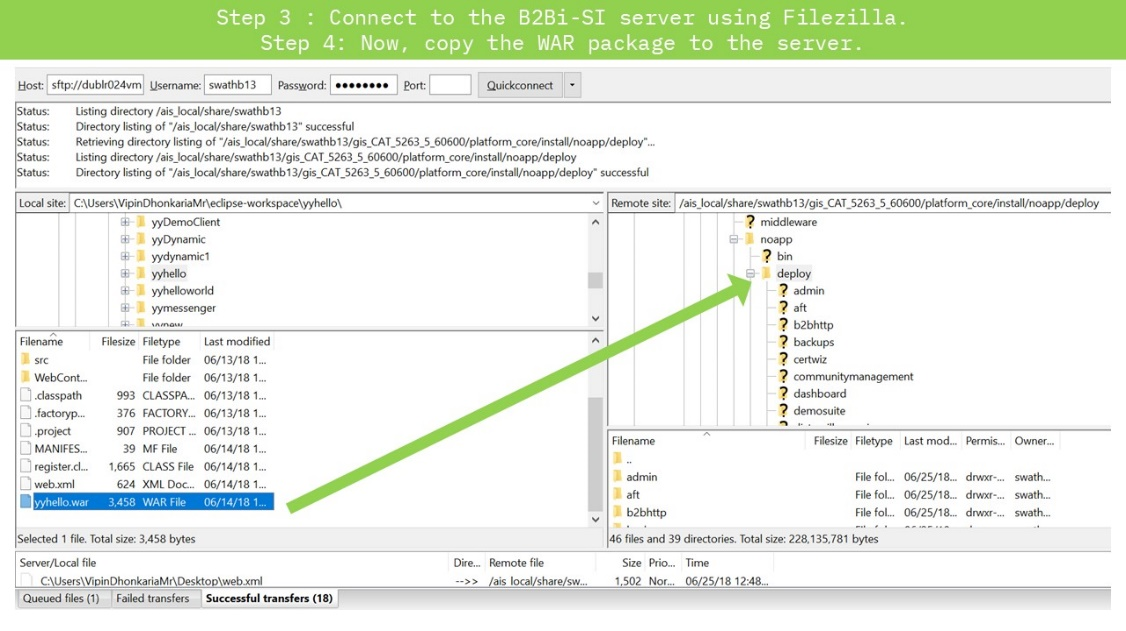 Step 3 : Connect to the B2Bi-SI server using Filezilla.
Step 4: Now, copy the WAR package to the server.
Host: sftp://dublr024vm Username: swathb13 Password: ●●●●●●●● Port: Quickconnect
Status: Listing directory /ais_local/share/swathb13
Status: Directory listing of "/ais_local/share/swathb13" successful
Status: Retrieving directory listing of "/ais_local/share/swathb13/gis_CAT_5263_5_60600/platform_core/install/noapp/deploy"...
Status: Listing directory /ais_local/share/swathb13/gis_CAT_5263_5_60600/platform_core/install/noapp/deploy
Status: Directory listing of "/ais_local/share/swathb13/gis_CAT_5263_5_60600/platform_core/install/noapp/deploy" successful
Local site: C:\Users\VipinDhonkariaMr\eclipse-workspace\yyhello\
yyDemoClient
yyDynamic
yydynamic1
yyhello
yyhelloworld
yymessenger
Filename Filesize Filetype Last modified
src File folder 06/13/18 1...
WebCont... File folder 06/13/18 1...
.classpath 993 CLASSPA... 06/13/18 1...
.factoryp... 376 FACTORY... 06/13/18 1...
.project 907 PROJECT ... 06/13/18 1...
MANIFES... 39 MF File 06/14/18 1...
register.cl... 1,665 CLASS File 06/14/18 1...
web.xml 624 XML Doc... 06/14/18 1...
yyhello.war 3,458 WAR File 06/14/18 1...
Selected 1 file. Total size: 3,458 bytes
Remote site: /ais_local/share/swathb13/gis_CAT_5263_5_60600/platform_core/install/noapp/deploy
middleware
noapp
bin
deploy
admin
aft
b2bhttp
backups
certwiz
communitymanagement
dashboard
demosuite
Filename Filesize Filetype Last mod... Permis... Owner...
..
admin File fol... 06/25/18... drwxr-... swath...
aft File fol... 06/25/18... drwxr-... swath...
b2bhttp File fol... 06/25/18... drwxr-... swath...
46 files and 39 directories. Total size: 228,135,781 bytes
Server/Local file Dire... Remote file Size Prio... Time
C:\Users\VipinDhonkariaMr\Desktop\web.xml -->> /ais_local/share/sw... 1,502 Nor... 06/25/18 12:48...
Queued files (1) Failed transfers Successful transfers (18)